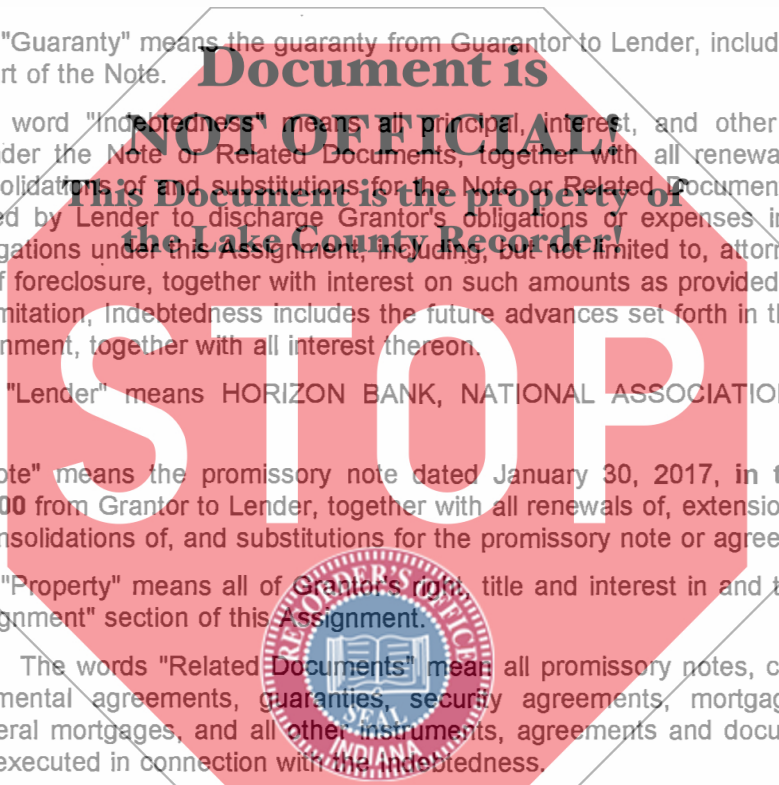 "Guaranty" means the guaranty from Guarantor to Lender, includ
rt of the Note.
Document is
word "Indebtedness" means all principal, interest, and other
NOT OFFICIAL!
der the Note or Related Documents, together with all renewa
olidations of and substitutions for the Note or Related Documen
This Document is the property of
ed by Lender to discharge Grantor's obligations or expenses i
the Lake County Recorder!
gations under this Assignment, including, but not limited to, attorn
f foreclosure, together with interest on such amounts as provided
mitation, Indebtedness includes the future advances set forth in th
nment, together with all interest thereon.
STOP
"Lender" means HORIZON BANK, NATIONAL ASSOCIATION
ote" means the promissory note dated January 30, 2017, in t
00 from Grantor to Lender, together with all renewals of, extensio
nsolidations of, and substitutions for the promissory note or agree
"Property" means all of Grantor's right, title and interest in and t
gnment" section of this Assignment.
RECORDER'S OFFICE
SEAL
INDIANA
The words "Related Documents" mean all promissory notes, c
mental agreements, guaranties, security agreements, mortgag
eral mortgages, and all other instruments, agreements and docu
executed in connection with the Indebtedness.